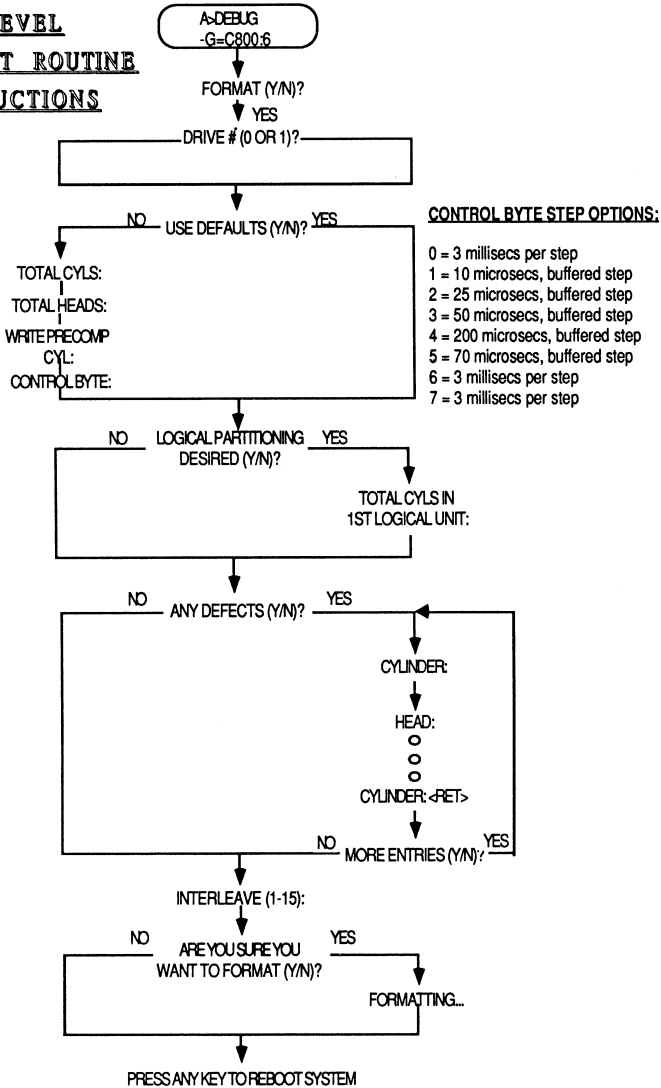 EVEL
T ROUTINE
UCTIONS
A>DEBUG
-G=C800:6
FORMAT (Y/N)?
YES
DRIVE # (0 OR 1)?
NO USE DEFAULTS (Y/N)? YES
TOTAL CYLS:
TOTAL HEADS:
WRITE PRECOMP
CYL:
CONTROL BYTE:
CONTROL BYTE STEP OPTIONS:
0 = 3 millisecs per step
1 = 10 microsecs, buffered step
2 = 25 microsecs, buffered step
3 = 50 microsecs, buffered step
4 = 200 microsecs, buffered step
5 = 70 microsecs, buffered step
6 = 3 millisecs per step
7 = 3 millisecs per step
NO LOGICAL PARTITIONING YES
DESIRED (Y/N)?
TOTAL CYLS IN
1ST LOGICAL UNIT:
NO ANY DEFECTS (Y/N)? YES
CYLINDER:
HEAD:
O
O
O
CYLINDER: <RET>
NO MORE ENTRIES (Y/N)? YES
INTERLEAVE (1-15):
NO ARE YOU SURE YOU YES
WANT TO FORMAT (Y/N)?
FORMATTING...
PRESS ANY KEY TO REBOOT SYSTEM